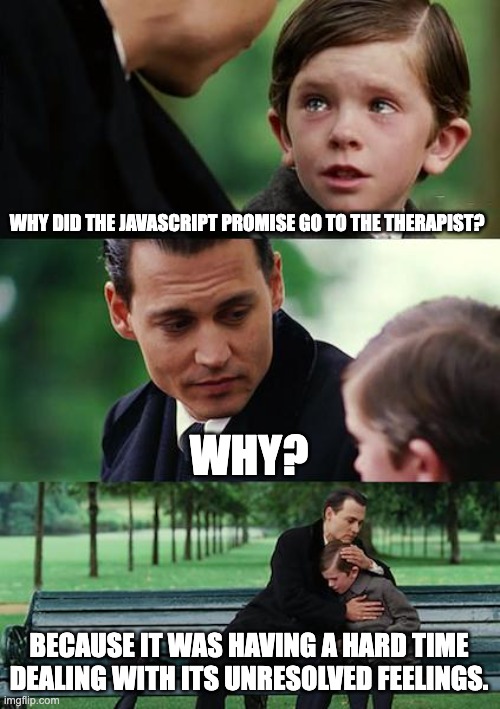 WHY DID THE JAVASCRIPT PROMISE GO TO THE THERAPIST?
WHY?
BECAUSE IT WAS HAVING A HARD TIME
DEALING WITH ITS UNRESOLVED FEELINGS.
imgflip.com